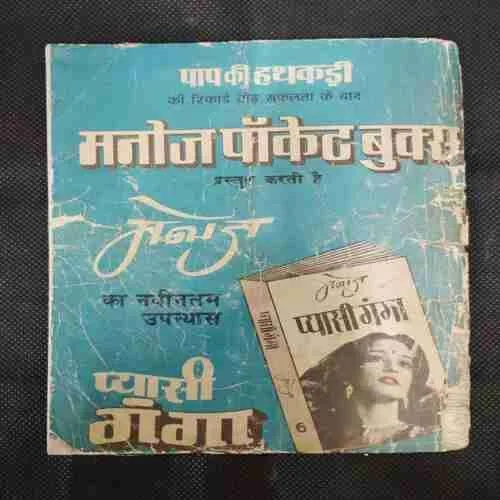 पाप की हथकड़ी
की रिकार्ड तोड़ सफलता के बाद
मनोज पॉकेट बुक्स
प्रस्तुत करती है
मनोज
का नवीनतम
उपन्यास
प्यासी
गंगा
मनोज
प्यासी गंगा
प्यासी गंगा
6